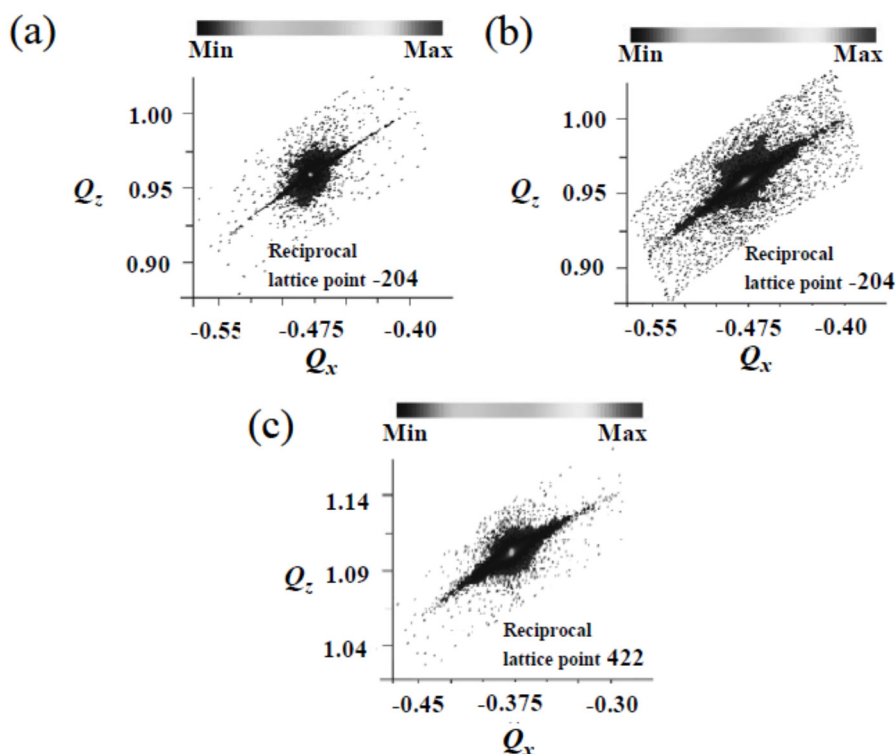 (a)
Min Max
1.00
Qz
0.95
0.90
Reciprocal
lattice point -204
-0.55 -0.475 -0.40
Qx
(b)
Min Max
1.00
Qz
0.95
0.90
Reciprocal
lattice point -204
-0.55 -0.475 -0.40
Qx
(c)
Min Max
1.14
Qz
1.09
1.04
Reciprocal
lattice point 422
-0.45 -0.375 -0.30
Qx